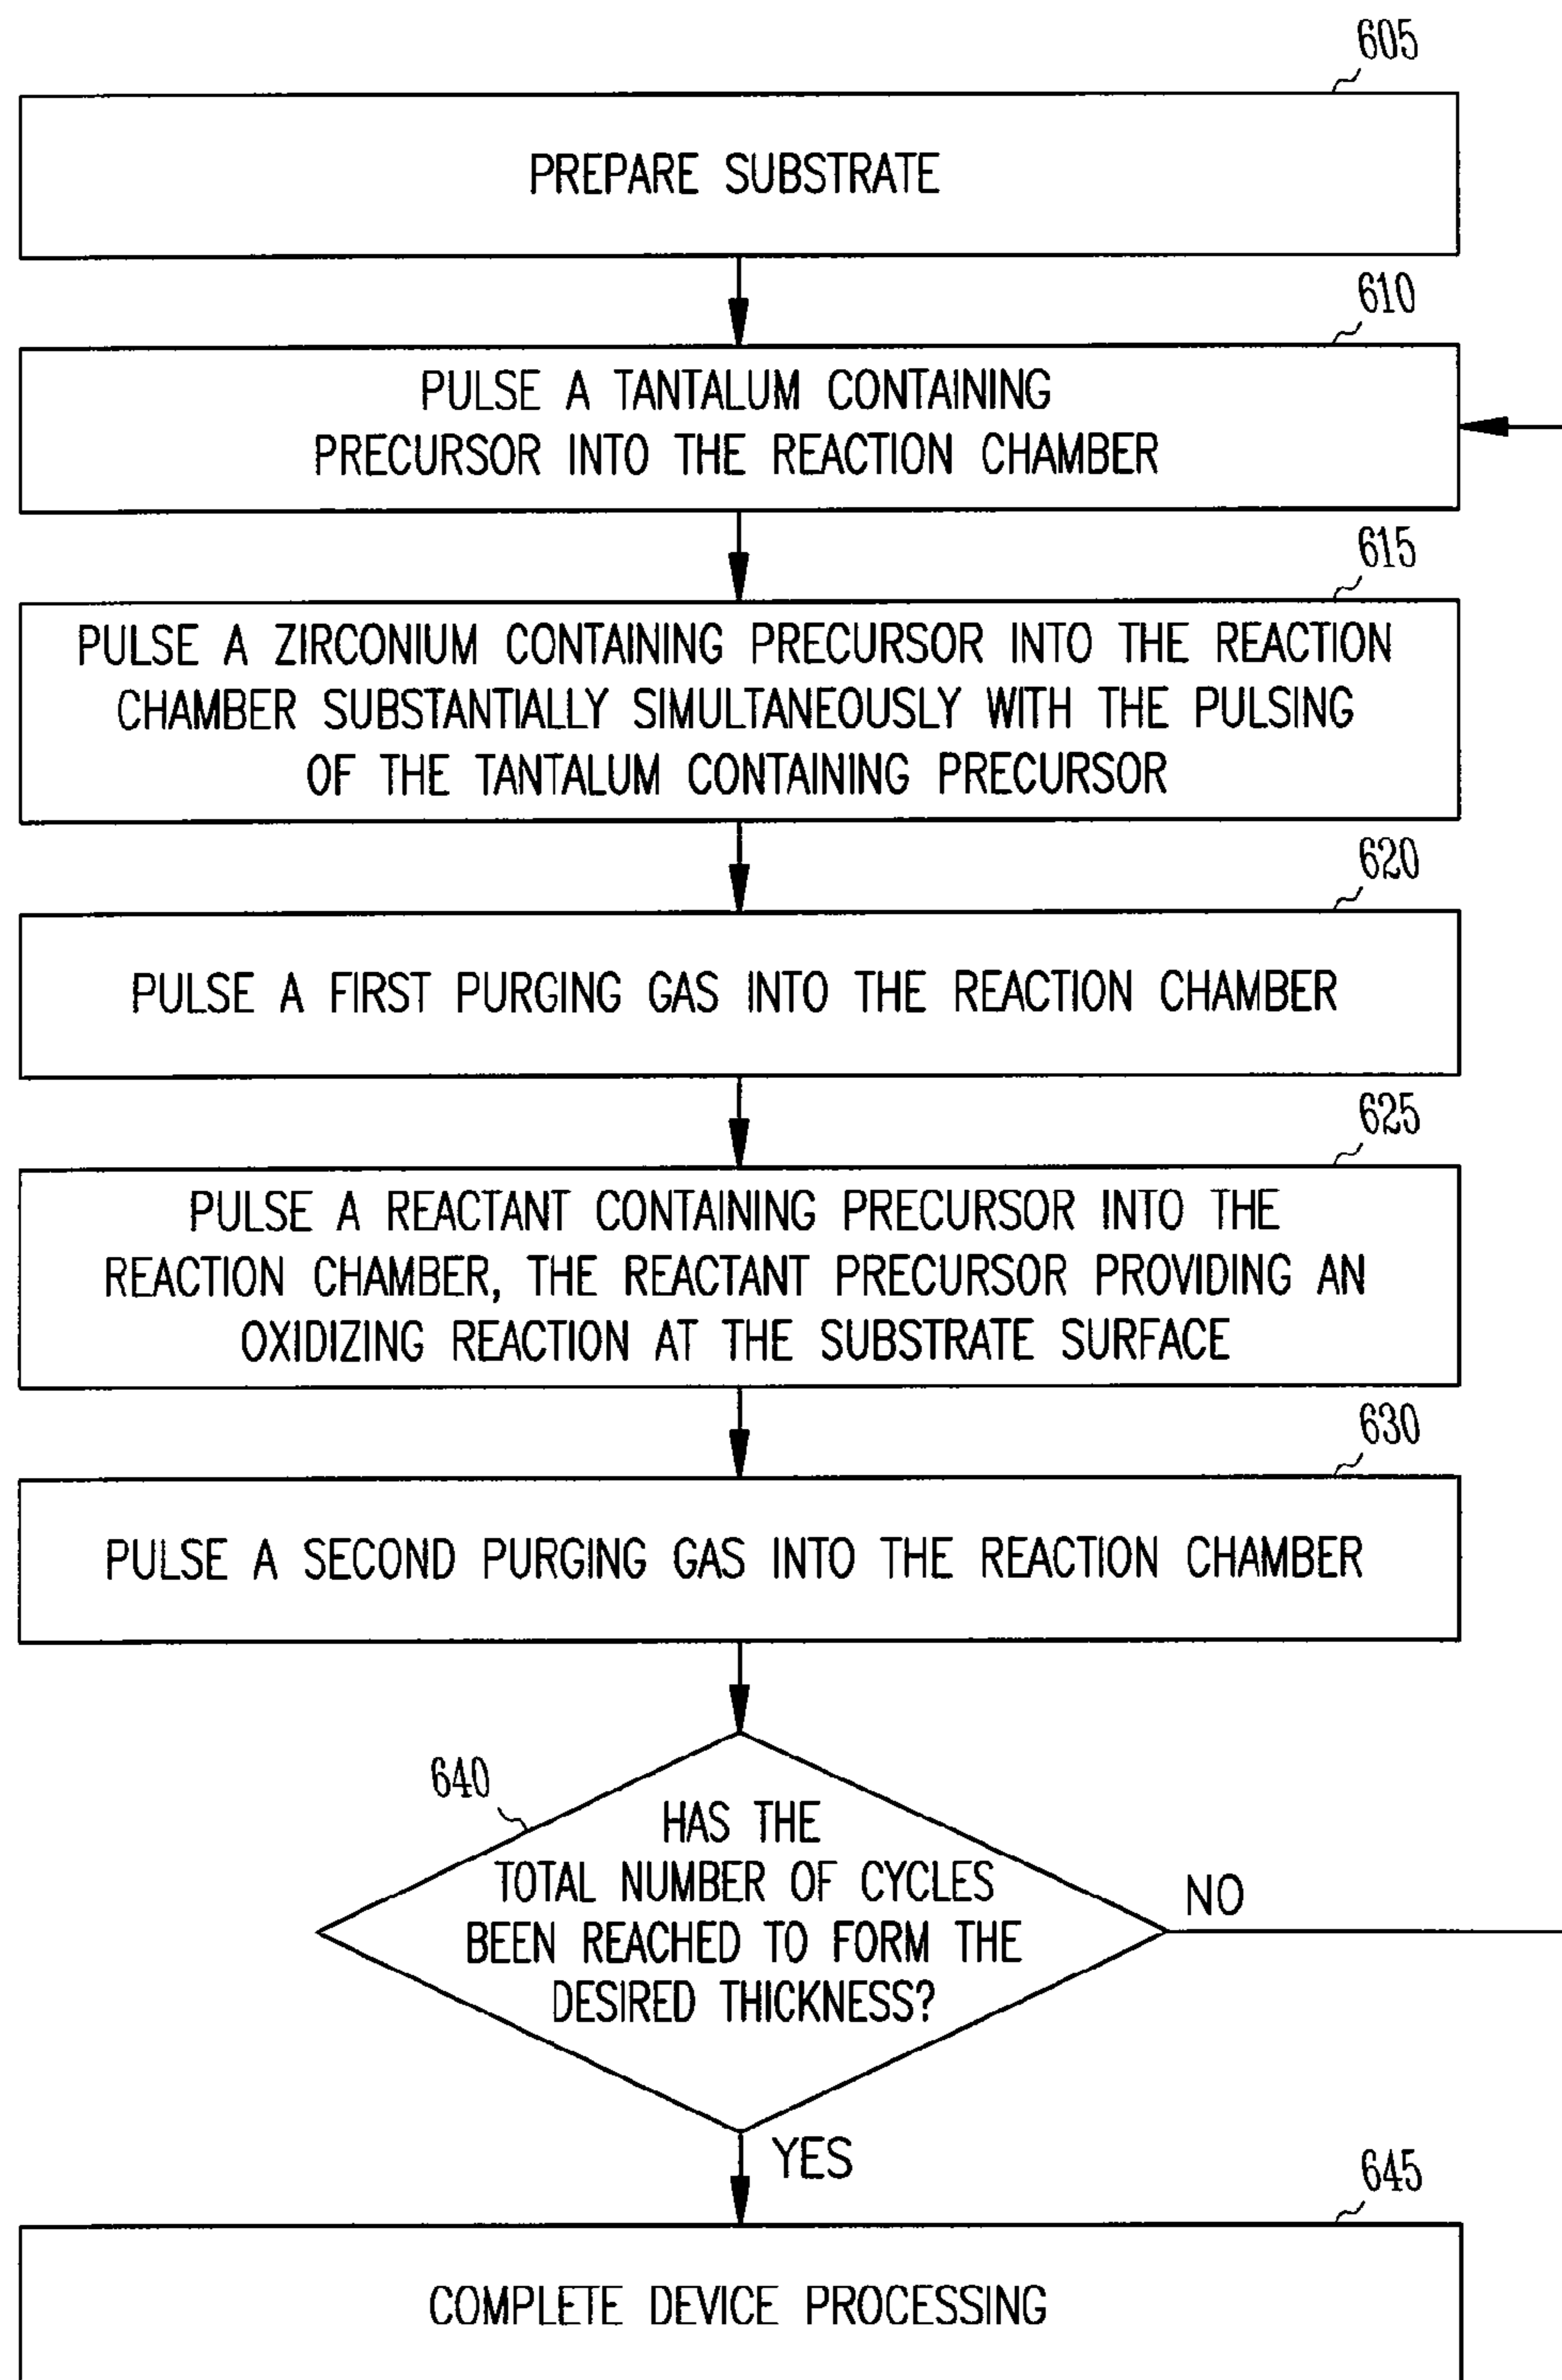 605
PREPARE SUBSTRATE
610
PULSE A TANTALUM CONTAINING
PRECURSOR INTO THE REACTION CHAMBER
615
PULSE A ZIRCONIUM CONTAINING PRECURSOR INTO THE REACTION
CHAMBER SUBSTANTIALLY SIMULTANEOUSLY WITH THE PULSING
OF THE TANTALUM CONTAINING PRECURSOR
620
PULSE A FIRST PURGING GAS INTO THE REACTION CHAMBER
625
PULSE A REACTANT CONTAINING PRECURSOR INTO THE
REACTION CHAMBER, THE REACTANT PRECURSOR PROVIDING AN
OXIDIZING REACTION AT THE SUBSTRATE SURFACE
630
PULSE A SECOND PURGING GAS INTO THE REACTION CHAMBER
640
HAS THE
TOTAL NUMBER OF CYCLES
BEEN REACHED TO FORM THE
DESIRED THICKNESS?
NO
YES
645
COMPLETE DEVICE PROCESSING